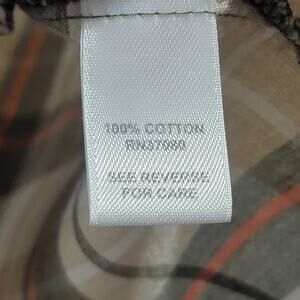 100% COTTON
RN37080
SEE REVERSE
FOR CARE